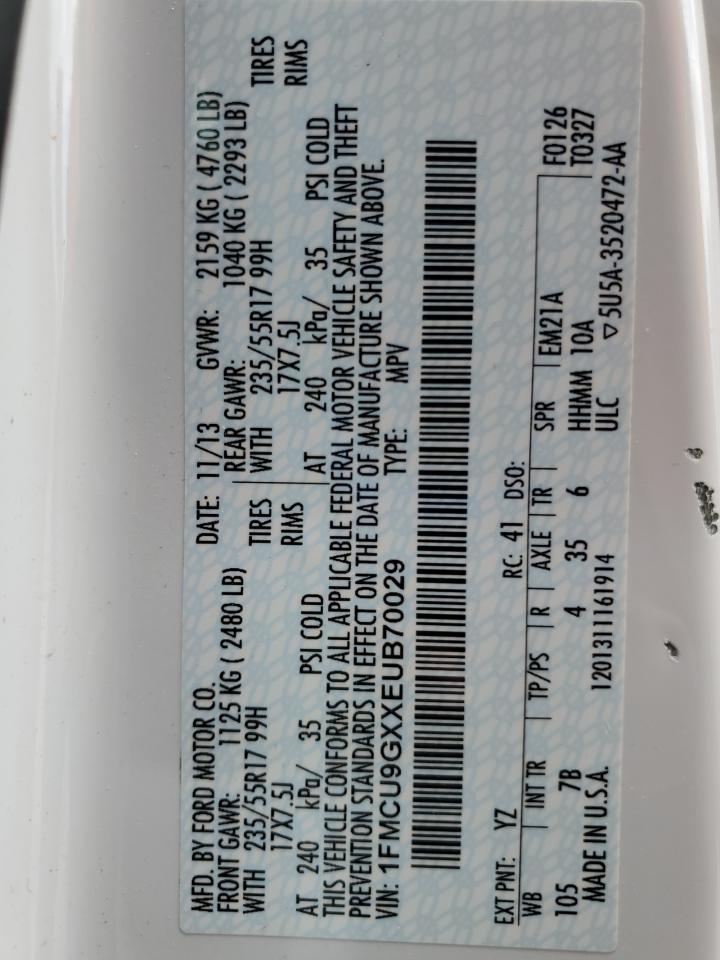 MFD. BY FORD MOTOR CO. DATE: 11/13 GVWR: 2159 KG ( 4760 LB)
FRONT GAWR: 1125 KG ( 2480 LB) REAR GAWR: 1040 KG ( 2293 LB)
WITH 235/55R17 99H TIRES WITH 235/55R17 99H TIRES
17X7.5J RIMS 17X7.5J RIMS
AT 240 kPa/ 35 PSI COLD AT 240 kPa/ 35 PSI COLD
THIS VEHICLE CONFORMS TO ALL APPLICABLE FEDERAL MOTOR VEHICLE SAFETY AND THEFT
PREVENTION STANDARDS IN EFFECT ON THE DATE OF MANUFACTURE SHOWN ABOVE.
VIN: 1FMCU9GXXEUB70029 TYPE: MPV
EXT PNT: YZ RC: 41 DSO:
WB INT TR TP/PS R AXLE TR SPR EM21A F0126
105 7B 4 35 6 HHMM 10A T0327
MADE IN U.S.A. 1201311161914 ULC ▽5U5A-3520472-AA